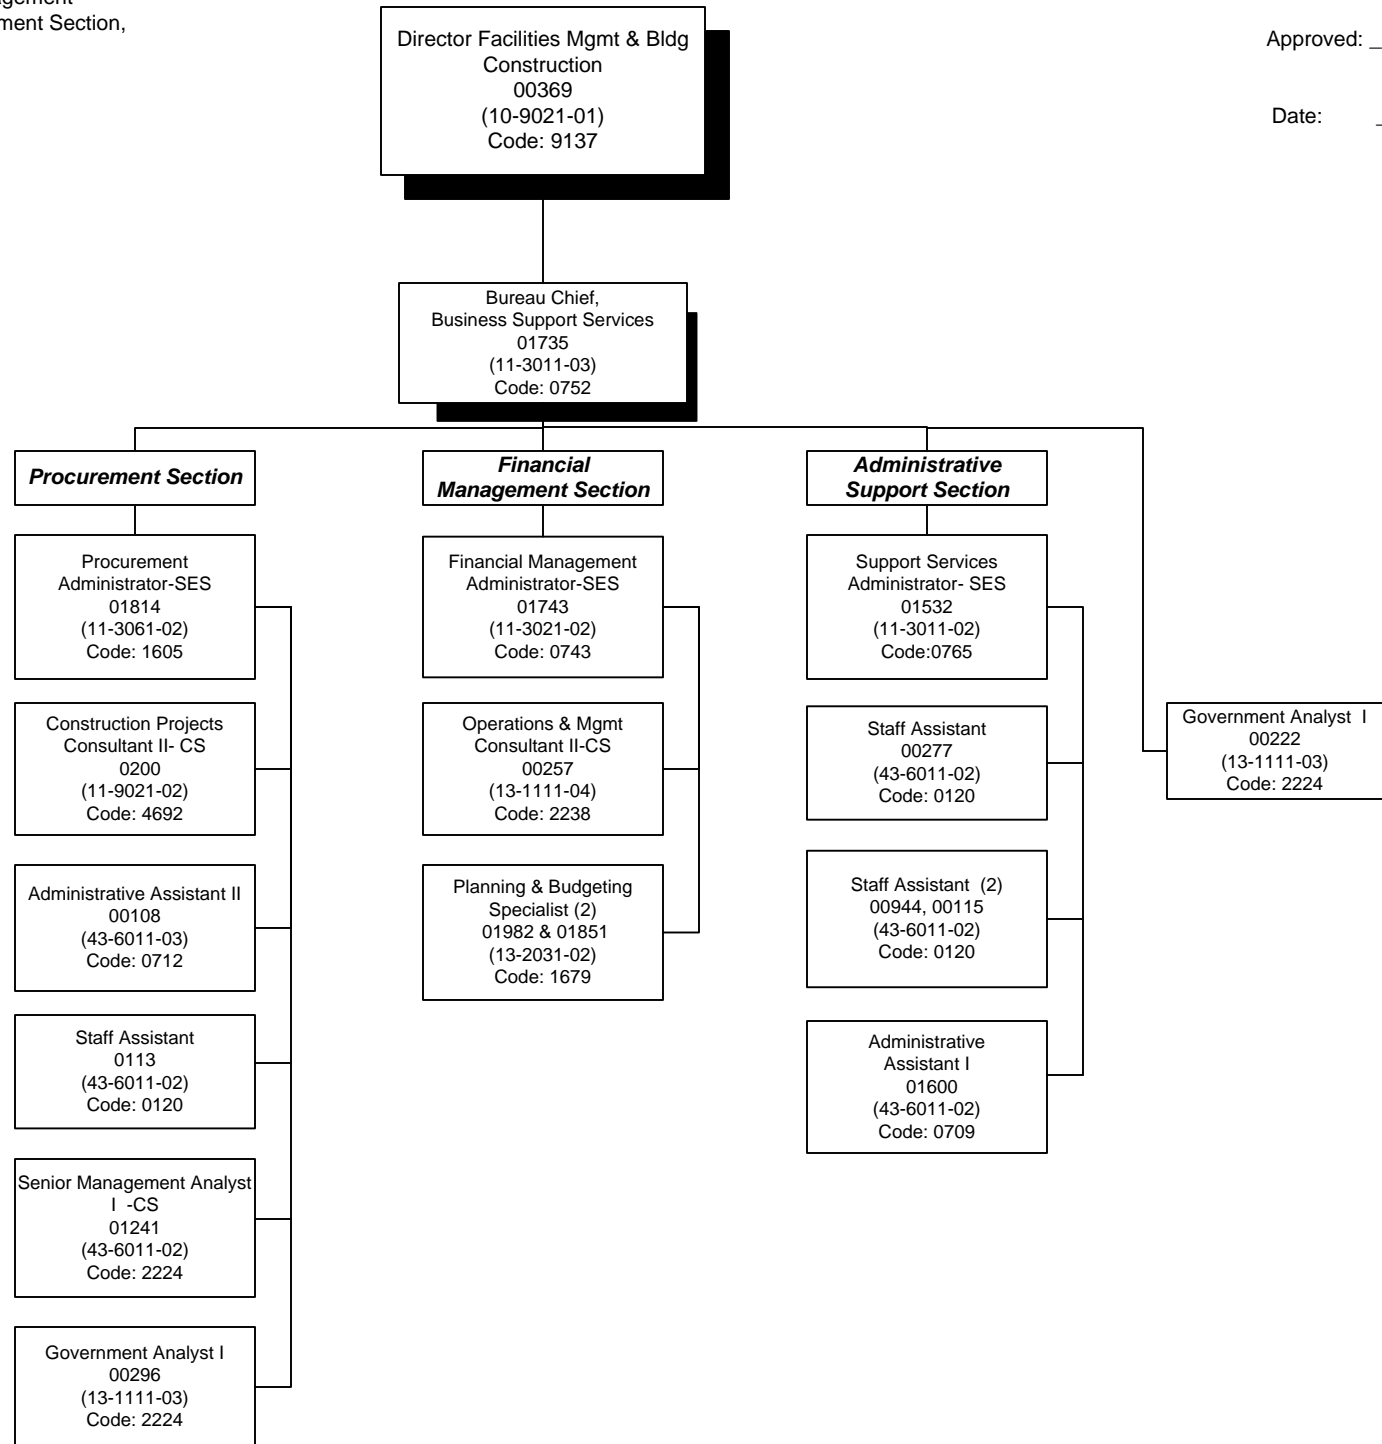 ment Section,
Approved: _
Date: _
Director Facilities Mgmt & Bldg
Construction
00369
(10-9021-01)
Code: 9137
Bureau Chief,
Business Support Services
01735
(11-3011-03)
Code: 0752
Procurement Section
Procurement
Administrator-SES
01814
(11-3061-02)
Code: 1605
Construction Projects
Consultant II- CS
0200
(11-9021-02)
Code: 4692
Administrative Assistant II
00108
(43-6011-03)
Code: 0712
Staff Assistant
0113
(43-6011-02)
Code: 0120
Senior Management Analyst
I -CS
01241
(43-6011-02)
Code: 2224
Government Analyst I
00296
(13-1111-03)
Code: 2224
Financial
Management Section
Financial Management
Administrator-SES
01743
(11-3021-02)
Code: 0743
Operations & Mgmt
Consultant II-CS
00257
(13-1111-04)
Code: 2238
Planning & Budgeting
Specialist (2)
01982 & 01851
(13-2031-02)
Code: 1679
Administrative
Support Section
Support Services
Administrator- SES
01532
(11-3011-02)
Code:0765
Staff Assistant
00277
(43-6011-02)
Code: 0120
Staff Assistant (2)
00944, 00115
(43-6011-02)
Code: 0120
Administrative
Assistant I
01600
(43-6011-02)
Code: 0709
Government Analyst I
00222
(13-1111-03)
Code: 2224